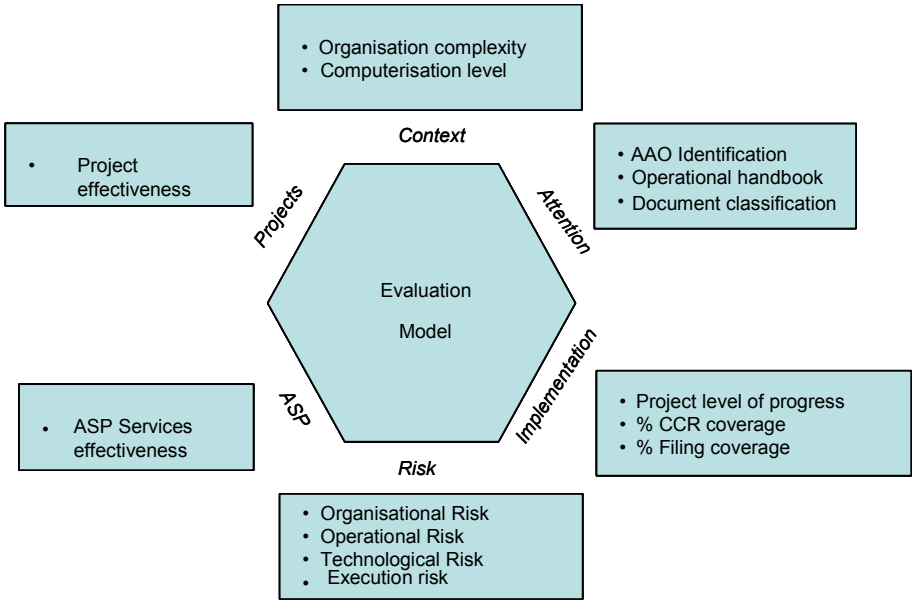 • Organisation complexity
• Computerisation level
Context
• Project
effectiveness
Projects
Attention
• AAO Identification
• Operational handbook
• Document classification
Evaluation
Model
• ASP Services
effectiveness
ASP
Implementation
• Project level of progress
• % CCR coverage
• % Filing coverage
Risk
• Organisational Risk
• Operational Risk
• Technological Risk
• Execution risk